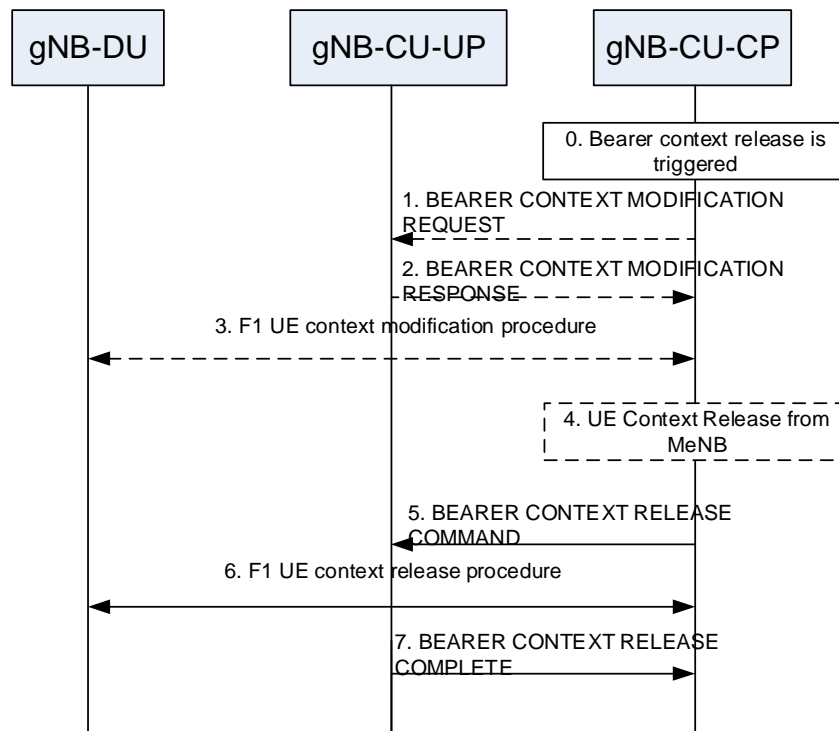 gNB-DU
gNB-CU-UP
gNB-CU-CP
0. Bearer context release is
triggered
1. BEARER CONTEXT MODIFICATION
REQUEST
2. BEARER CONTEXT MODIFICATION
RESPONSE
3. F1 UE context modification procedure
4. UE Context Release from
MeNB
5. BEARER CONTEXT RELEASE
COMMAND
6. F1 UE context release procedure
7. BEARER CONTEXT RELEASE
COMPLETE